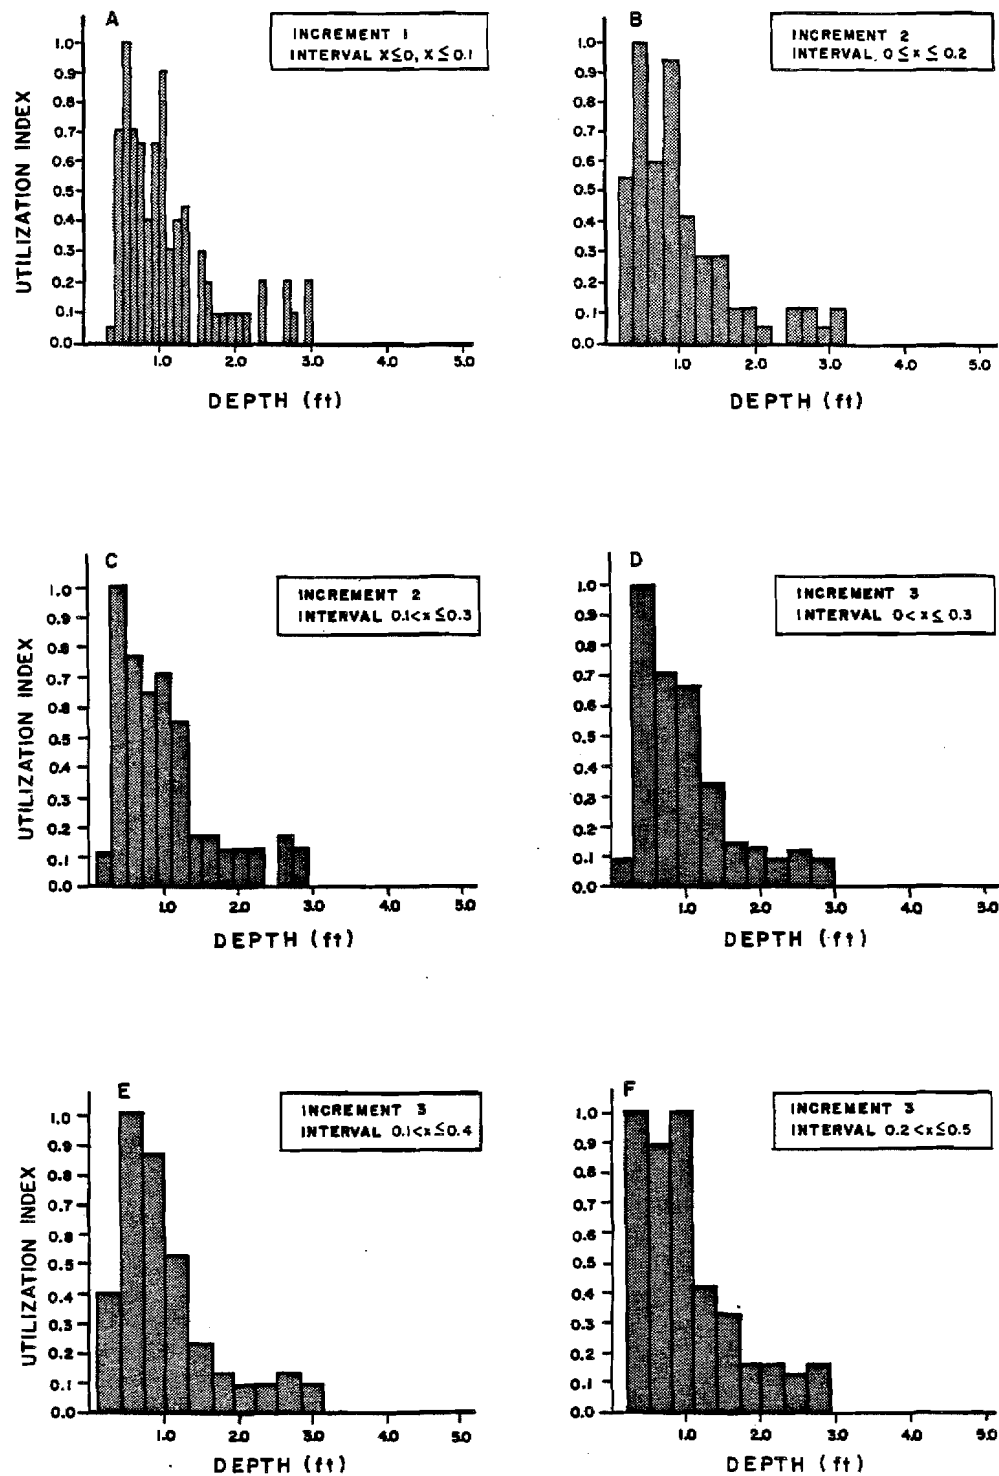 A
INCREMENT 1
INTERVAL X≤0, X≤0.1
UTILIZATION INDEX
1.0
0.9
0.8
0.7
0.6
0.5
0.4
0.3
0.2
0.1
0.0
1.0 2.0 3.0 4.0 5.0
DEPTH (ft)
B
INCREMENT 2
INTERVAL 0≤x≤0.2
1.0
0.9
0.8
0.7
0.6
0.5
0.4
0.3
0.2
0.1
0.0
1.0 2.0 3.0 4.0 5.0
DEPTH (ft)
C
INCREMENT 2
INTERVAL 0.1<x≤0.3
UTILIZATION INDEX
1.0
0.9
0.8
0.7
0.6
0.5
0.4
0.3
0.2
0.1
0.0
1.0 2.0 3.0 4.0 5.0
DEPTH (ft)
D
INCREMENT 3
INTERVAL 0<x≤0.3
1.0
0.9
0.8
0.7
0.6
0.5
0.4
0.3
0.2
0.1
0.0
1.0 2.0 3.0 4.0 5.0
DEPTH (ft)
E
INCREMENT 3
INTERVAL 0.1<x≤0.4
UTILIZATION INDEX
1.0
0.9
0.8
0.7
0.6
0.5
0.4
0.3
0.2
0.1
0.0
1.0 2.0 3.0 4.0 5.0
DEPTH (ft)
F
INCREMENT 3
INTERVAL 0.2<x≤0.5
1.0
0.9
0.8
0.7
0.6
0.5
0.4
0.3
0.2
0.1
0.0
1.0 2.0 3.0 4.0 5.0
DEPTH (ft)